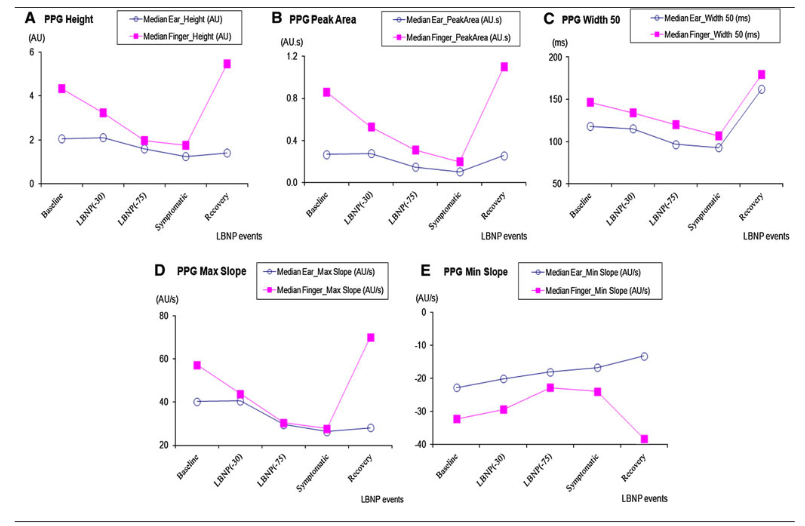 A PPG Height
(AU)
Median Ear_Height (AU)
Median Finger_Height (AU)
6
4
2
0
Baseline
LBNP(-30)
LBNP(-75)
Symptomatic
Recovery
LBNP events
B PPG Peak Area
(AU.s)
Median Ear_PeakArea (AU.s)
Median Finger_PeakArea (AU.s)
1.2
0.8
0.4
0.0
Baseline
LBNP(-30)
LBNP(-75)
Symptomatic
Recovery
LBNP events
C PPG Width 50
(ms)
Median Ear_Width 50 (ms)
Median Finger_Width 50 (ms)
200
150
100
50
Baseline
LBNP(-30)
LBNP(-75)
Symptomatic
Recovery
LBNP events
D PPG Max Slope
(AU/s)
Median Ear_Max Slope (AU/s)
Median Finger_Max Slope (AU/s)
80
60
40
20
Baseline
LBNP(-30)
LBNP(-75)
Symptomatic
Recovery
LBNP events
E PPG Min Slope
(AU/s)
Median Ear_Min Slope (AU/s)
Median Finger_Min Slope (AU/s)
0
-10
-20
-30
-40
Baseline
LBNP(-30)
LBNP(-75)
Symptomatic
Recovery
LBNP events